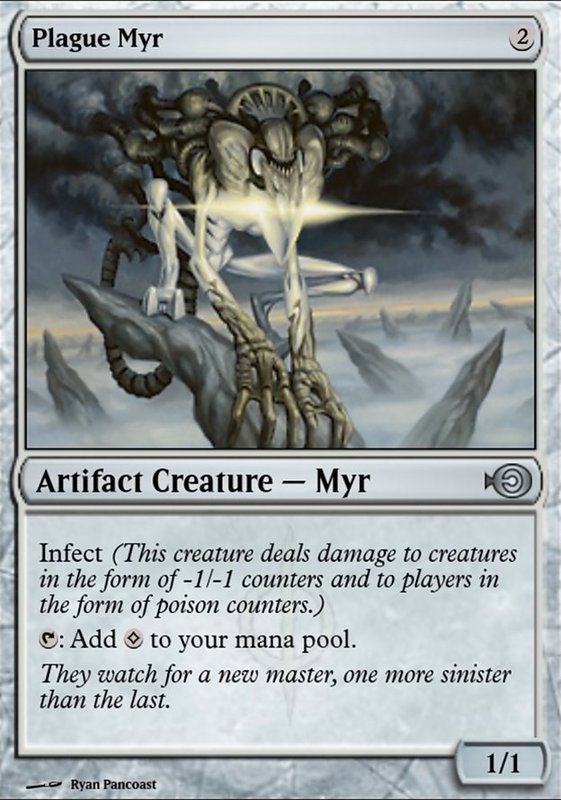 Plague Myr 2
Artifact Creature — Myr
Infect (This creature deals damage to creatures
in the form of -1/-1 counters and to players in
the form of poison counters.)
: Add to your mana pool.
They watch for a new master, one more sinister
than the last.
1/1
Ryan Pancoast